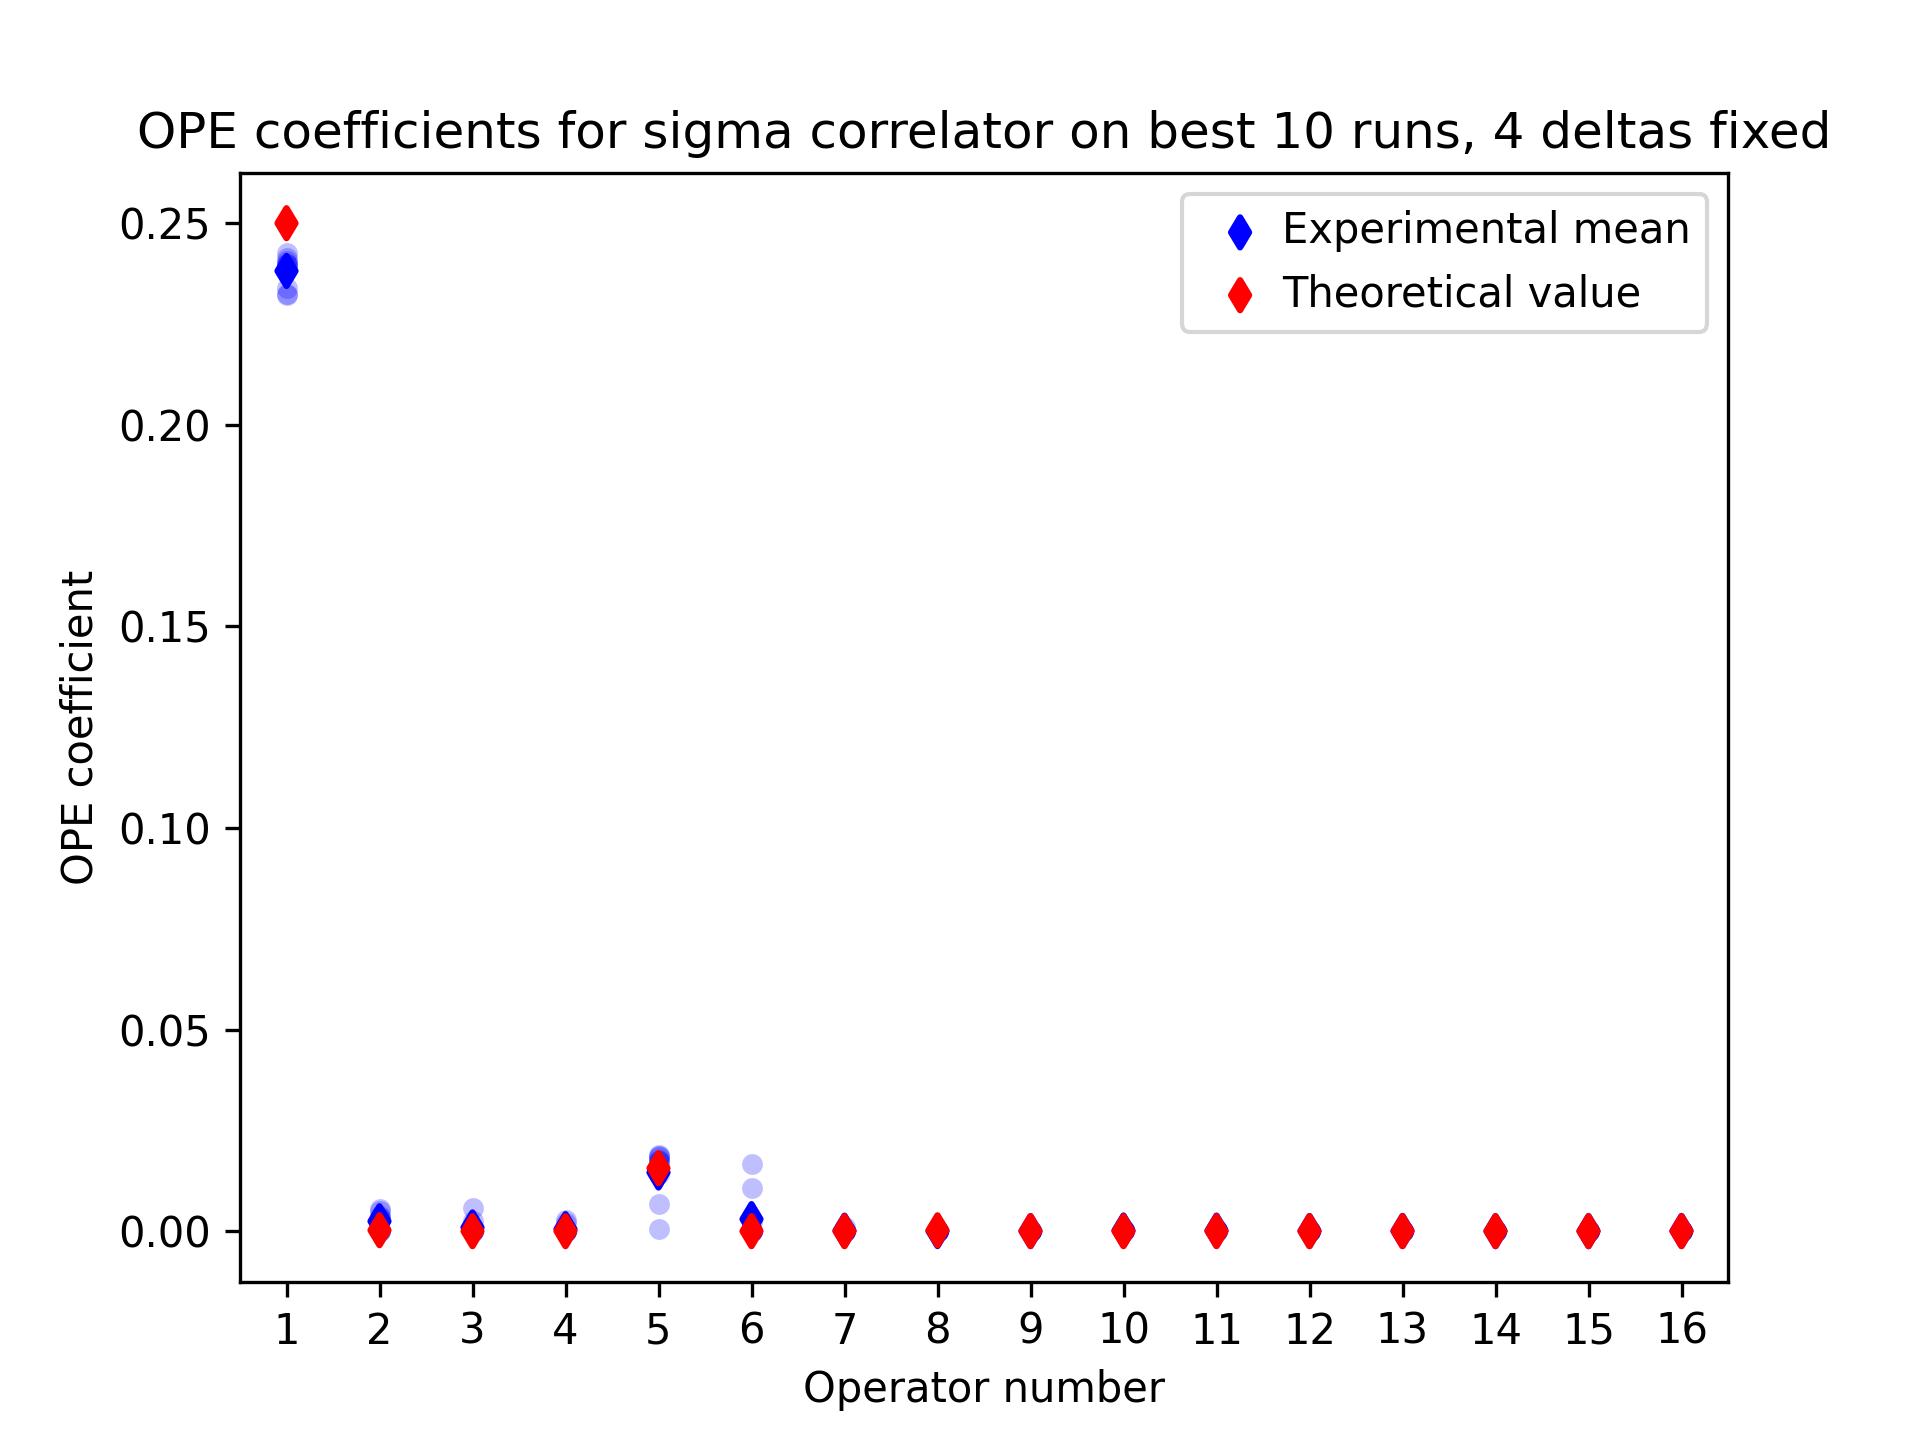 OPE coefficients for sigma correlator on best 10 runs, 4 deltas fixed
Experimental mean
Theoretical value
OPE coefficient
0.25
0.20
0.15
0.10
0.05
0.00
1 2 3 4 5 6 7 8 9 10 11 12 13 14 15 16
Operator number